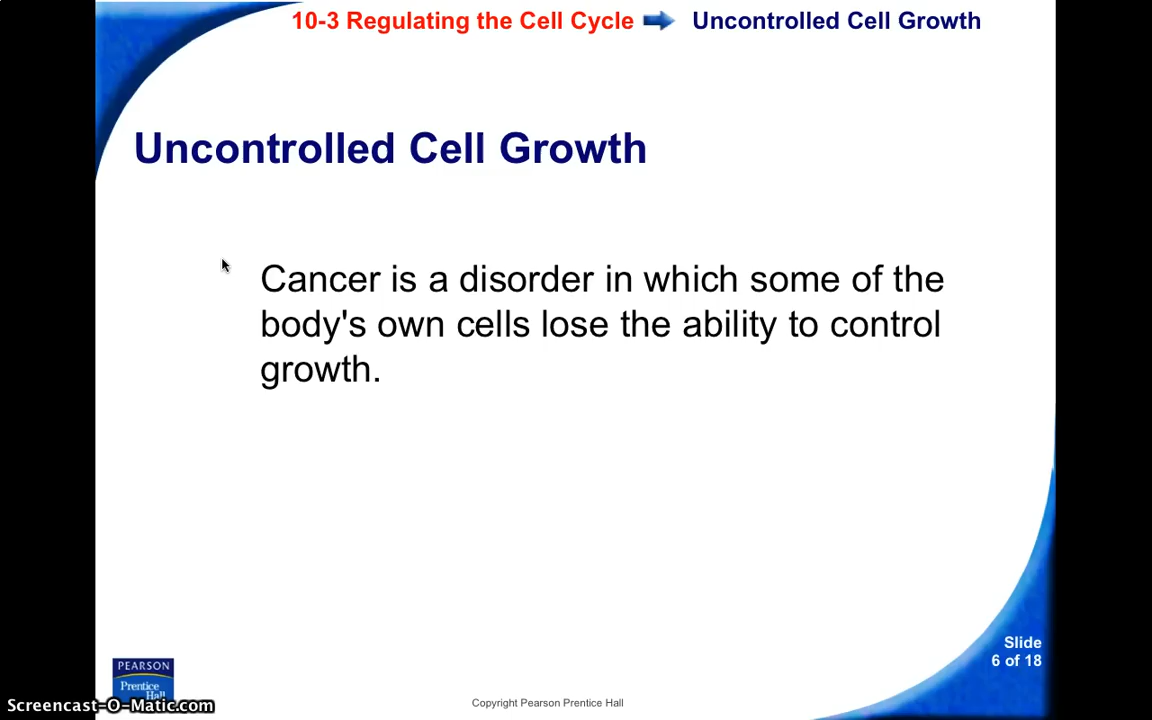 10-3 Regulating the Cell Cycle Uncontrolled Cell Growth
Uncontrolled Cell Growth
Cancer is a disorder in which some of the
body's own cells lose the ability to control
growth.
Slide
6 of 18
PEARSON
Prentice
Hall
Screencast-O-Matic.com
Copyright Pearson Prentice Hall